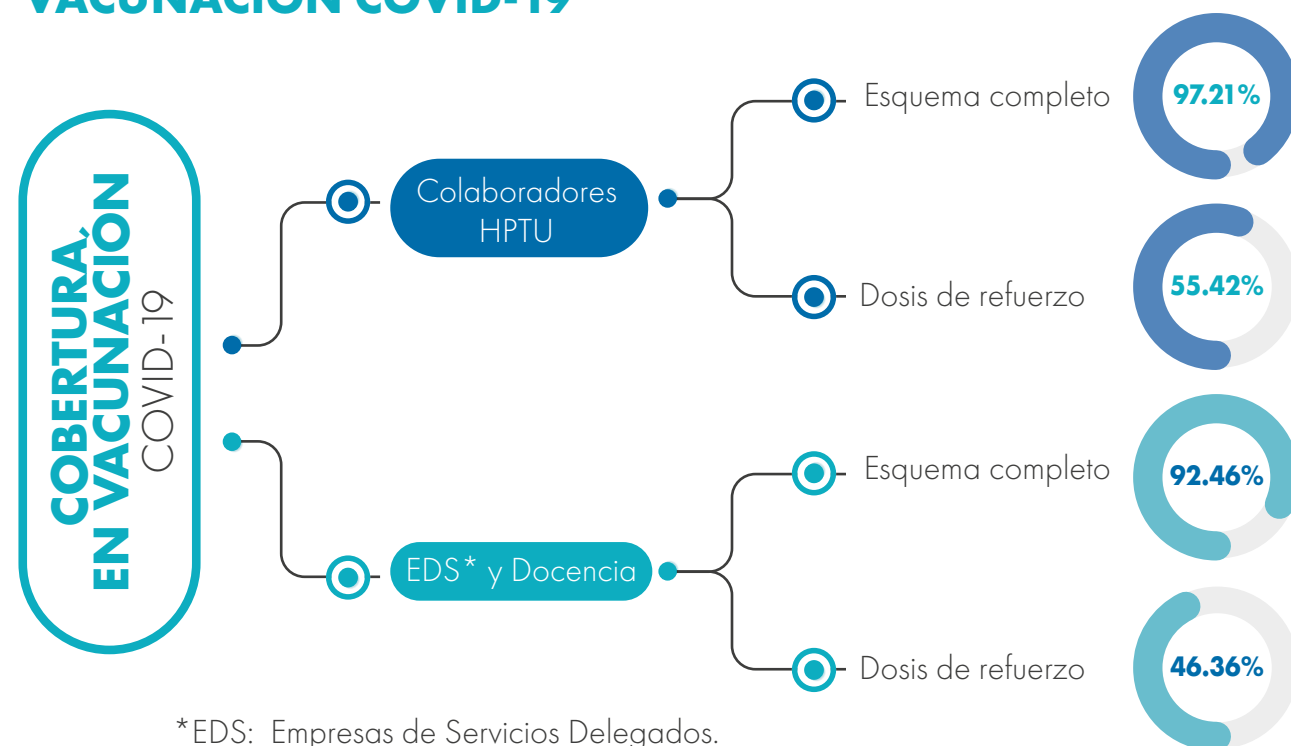 VACUNACIÓN COVID-19
COBERTURA,
EN VACUNACIÓN
COVID-19
Colaboradores
HPTU
Esquema completo
97.21%
Dosis de refuerzo
55.42%
EDS* y Docencia
Esquema completo
92.46%
Dosis de refuerzo
46.36%
*EDS: Empresas de Servicios Delegados.